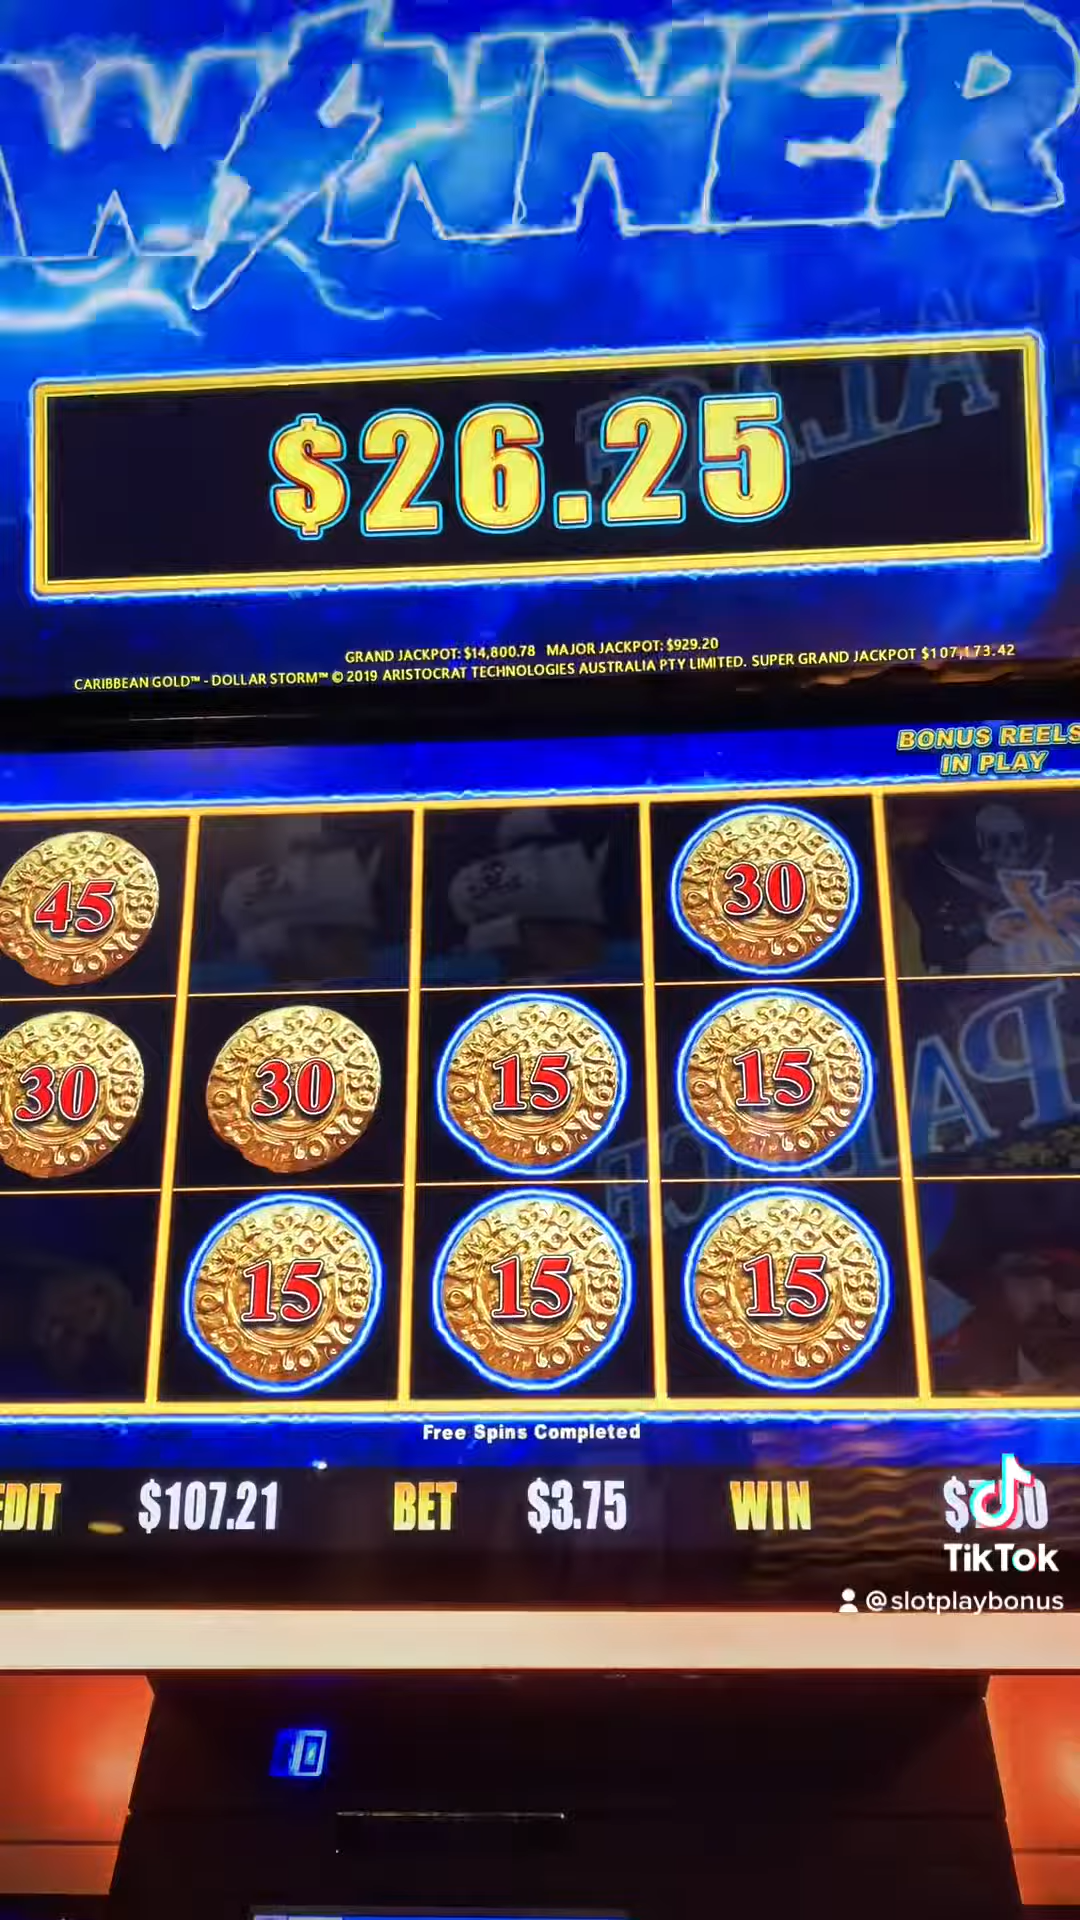 WINNER
$26.25
GRAND JACKPOT: $14,800.78 MAJOR JACKPOT: $929.20
CARIBBEAN GOLD™ - DOLLAR STORM™ © 2019 ARISTOCRAT TECHNOLOGIES AUSTRALIA PTY LIMITED. SUPER GRAND JACKPOT $107,173.42
BONUS REELS
IN PLAY
45
30
30
30
15
15
15
15
15
Free Spins Completed
EDIT $107.21 BET $3.75 WIN
TikTok
@slotplaybonus